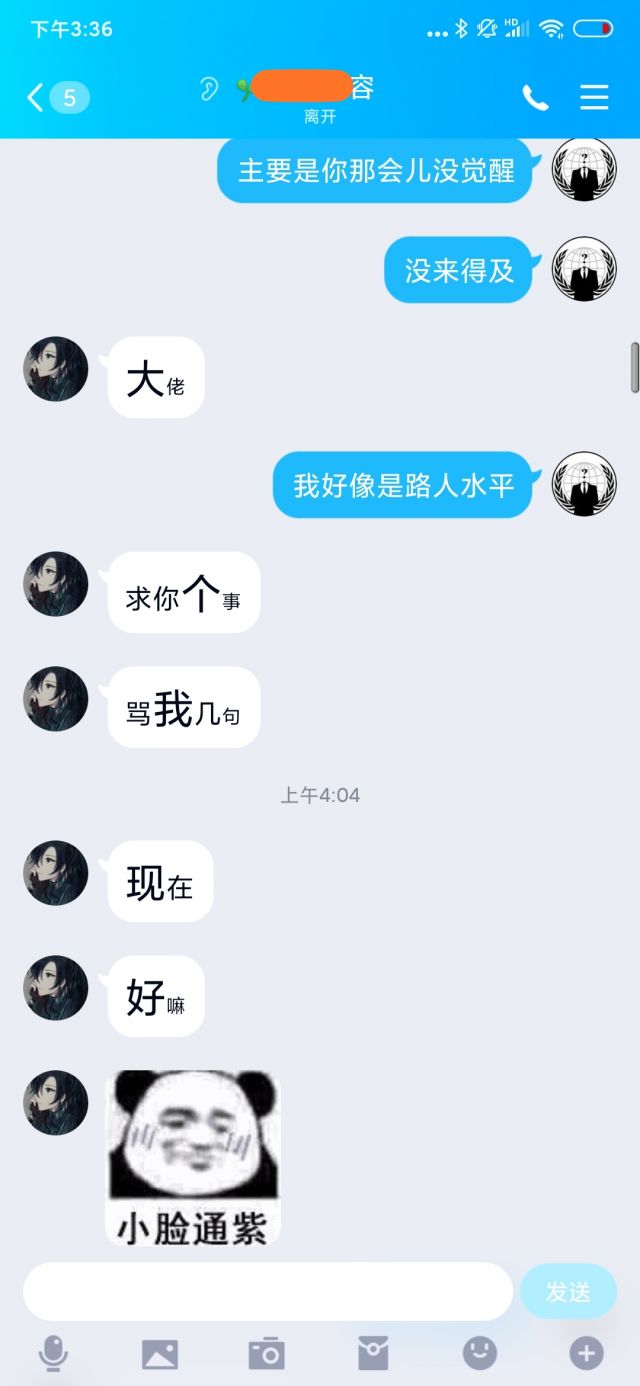 下午3:36
HD
5
容
离开
主要是你那会儿没觉醒
没来得及
大佬
我好像是路人水平
求你个事
骂我几句
上午4:04
现在
好嘛
小脸通紫
发送